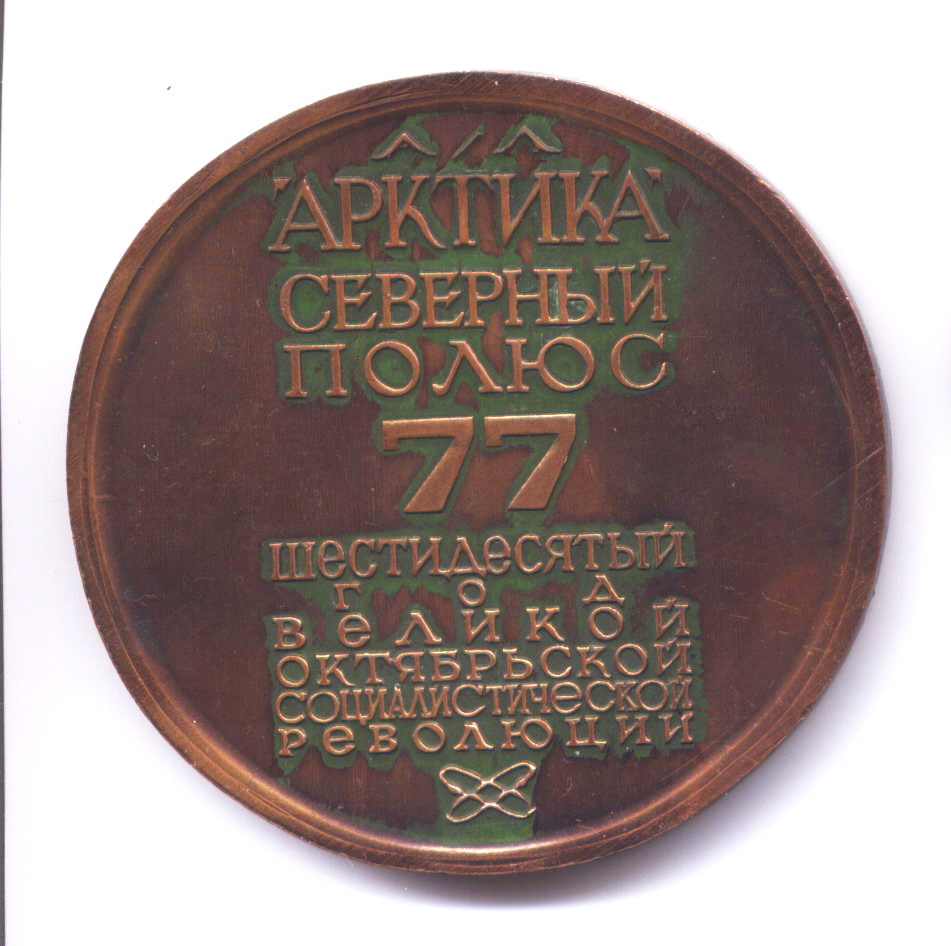 А/Л
"АРКТИКА"
СЕВЕРНЫЙ
ПОЛЮС
77
ШЕСТИДЕСЯТЫЙ
ГОД
ВЕЛИКОЙ
ОКТЯБРЬСКОЙ
СОЦИАЛИСТИЧЕСКОЙ
РЕВОЛЮЦИИ